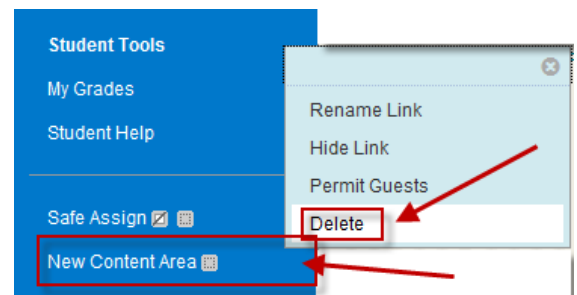 Student Tools
My Grades
Student Help
Safe Assign
New Content Area
Rename Link
Hide Link
Permit Guests
Delete